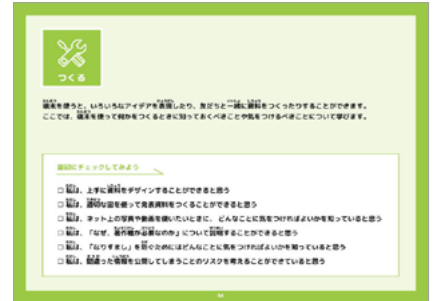 つくる
端末を使うと、いろいろなアイデアを表現したり、友だちと一緒に資料をつくったりすることができます。
ここでは、端末を使って何かをつくるときに知っておくべきことや気をつけるべきことについて学びます。
最初にチェックしてみよう
□ 私は、上手に資料をデザインすることができると思う
□ 私は、適切な図を使って発表資料をつくることができると思う
□ 私は、ネット上の写真や動画を使いたいときに、どんなことに気をつければよいかを知っていると思う
□ 私は、「なぜ、著作権が必要なのか」について説明することができると思う
□ 私は、「なりすまし」を防ぐためにはどんなことに気をつければよいかを知っていると思う
□ 私は、間違った情報を公開してしまうことのリスクを考えることができていると思う